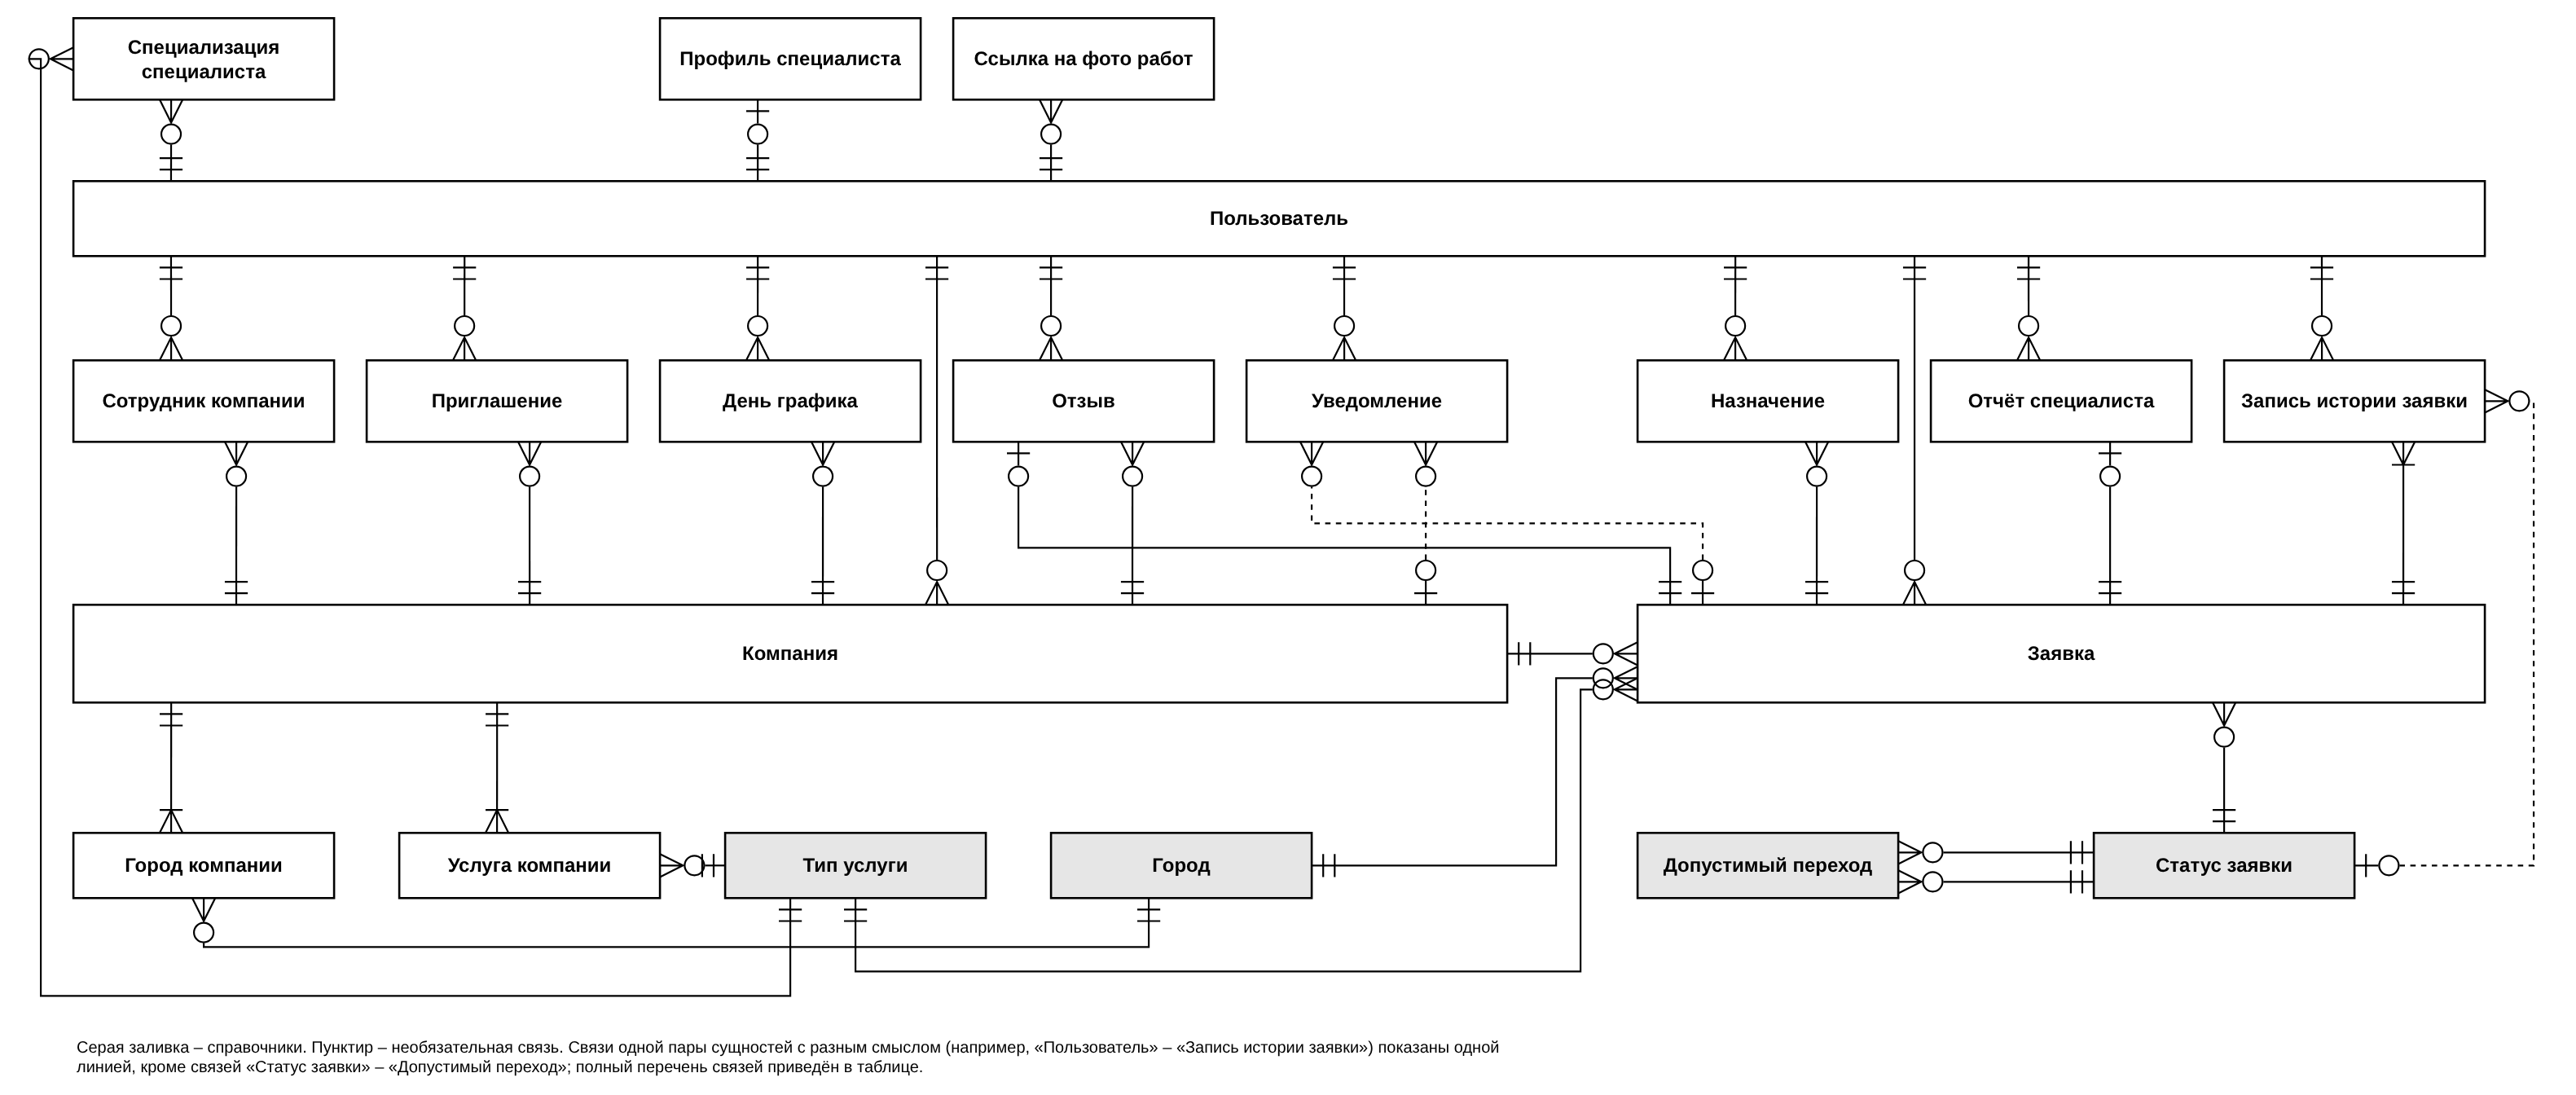 Специализация
специалиста
Профиль специалиста
Ссылка на фото работ
Пользователь
Сотрудник компании
Приглашение
День графика
Отзыв
Уведомление
Назначение
Отчёт специалиста
Запись истории заявки
Компания
Заявка
Город компании
Услуга компании
Тип услуги
Город
Допустимый переход
Статус заявки
Серая заливка – справочники. Пунктир – необязательная связь. Связи одной пары сущностей с разным смыслом (например, «Пользователь» – «Запись истории заявки») показаны одной
линией, кроме связей «Статус заявки» – «Допустимый переход»; полный перечень связей приведён в таблице.